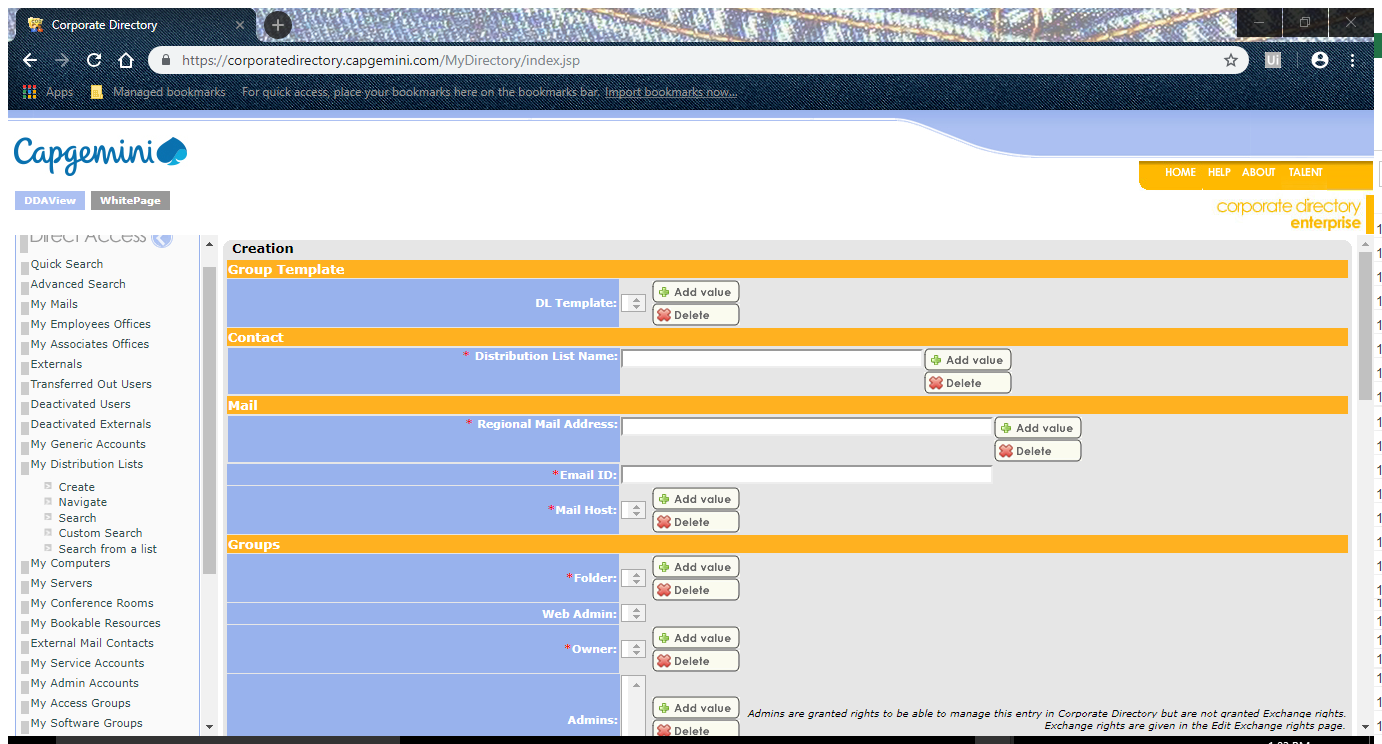 Corporate Directory
https://corporatedirectory.capgemini.com/MyDirectory/index.jsp
UI
Apps Managed bookmarks For quick access, place your bookmarks here on the bookmarks bar. Import bookmarks now...
Capgemini
HOME HELP ABOUT TALENT
DDAView WhitePage
corporate directory
enterprise
Direct Access
Quick Search
Advanced Search
My Mails
My Employees Offices
My Associates Offices
Externals
Transferred Out Users
Deactivated Users
Deactivated Externals
My Generic Accounts
My Distribution Lists
Create
Navigate
Search
Custom Search
Search from a list
My Computers
My Servers
My Conference Rooms
My Bookable Resources
External Mail Contacts
My Service Accounts
My Admin Accounts
My Access Groups
My Software Groups
Creation
Group Template
DL Template: Add value
Delete
Contact
* Distribution List Name: Add value
Delete
Mail
* Regional Mail Address: Add value
Delete
*Email ID:
*Mail Host: Add value
Delete
Groups
*Folder: Add value
Delete
Web Admin:
*Owner: Add value
Delete
Admins: Add value
Delete
Admins are granted rights to be able to manage this entry in Corporate Directory but are not granted Exchange rights.
Exchange rights are given in the Edit Exchange rights page.